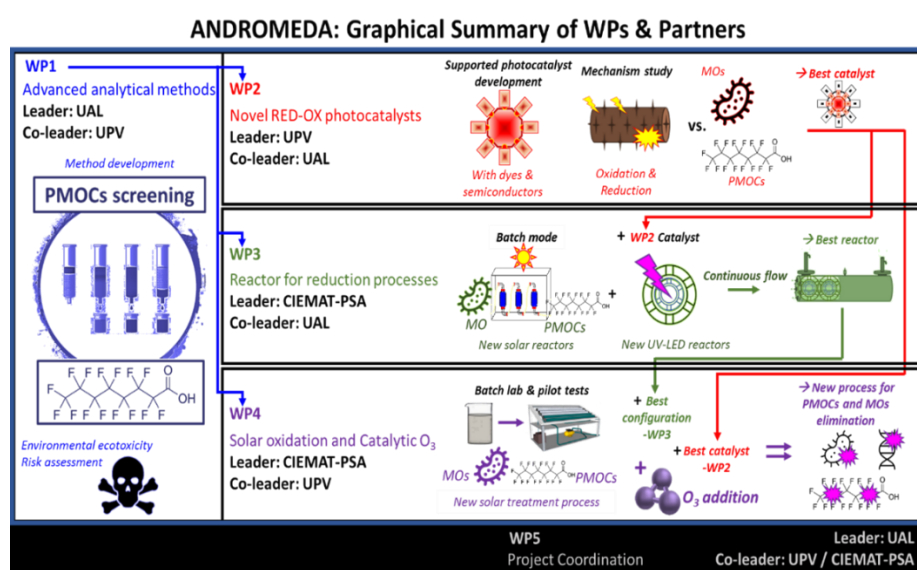 ANDROMEDA: Graphical Summary of WPs & Partners
WP1
Advanced analytical methods
Leader: UAL
Co-leader: UPV
Method development
PMOCs screening
F F F F F F F
O
OH
F
F F F F F F F
Environmental ecotoxicity
Risk assessment
WP2
Novel RED-OX photocatalysts
Leader: UPV
Co-leader: UAL
Supported photocatalyst
development
With dyes &
semiconductors
Mechanism study
Oxidation &
Reduction
MOs
vs.
PMOCs
→ Best catalyst
WP3
Reactor for reduction processes
Leader: CIEMAT-PSA
Co-leader: UAL
Batch mode
MO
PMOCs
New solar reactors
+
+ WP2 Catalyst
New UV-LED reactors
Continuous flow
→ Best reactor
WP4
Solar oxidation and Catalytic O3
Leader: CIEMAT-PSA
Co-leader: UPV
Batch lab & pilot tests
MOs
PMOCs
New solar treatment process
+ Best
configuration
-WP3
+ Best catalyst
-WP2
+
O3 addition
→ New process for
PMOCs and MOs
elimination
WP5
Project Coordination
Leader: UAL
Co-leader: UPV / CIEMAT-PSA